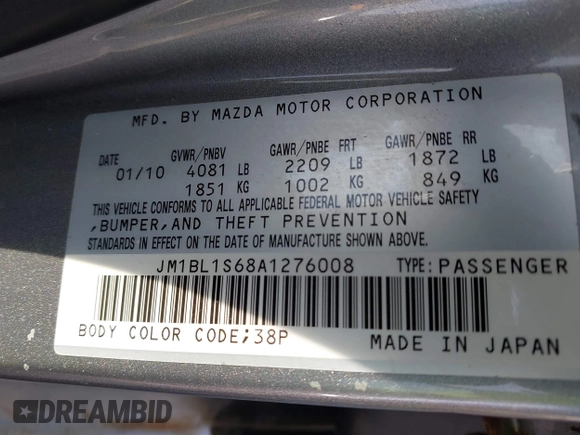 MFD. BY MAZDA MOTOR CORPORATION
DATE GVWR/PNBV GAWR/PNBE FRT GAWR/PNBE RR
01/10 4081 LB 2209 LB 1872 LB
1851 KG 1002 KG 849 KG
THIS VEHICLE CONFORMS TO ALL APPLICABLE FEDERAL MOTOR VEHICLE SAFETY
,BUMPER,AND THEFT PREVENTION
STANDARDS IN EFFECT ON THE DATE OF MANUFACTURE SHOWN ABOVE.
JM1BL1S68A1276008 TYPE: PASSENGER
BODY COLOR CODE;38P MADE IN JAPAN
DREAMBID